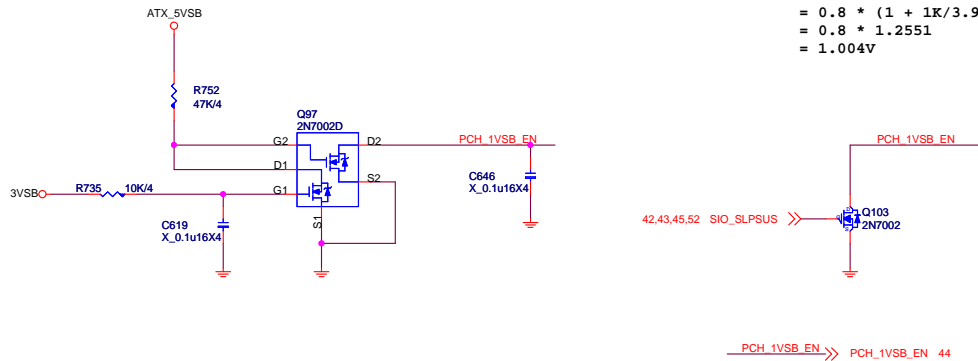 ATX_5VSB
= 0.8 * (1 + 1K/3.9
= 0.8 * 1.2551
= 1.004V
R752
47K/4
Q97
2N7002D
G2
D2
PCH_1VSB_EN
PCH_1VSB_EN
D1
S2
C646
X_0.1u16X4
3VSB
R735
10K/4
G1
S1
C619
X_0.1u16X4
42,43,45,52 SIO_SLPSUS
G
D
S
Q103
2N7002
PCH_1VSB_EN
PCH_1VSB_EN 44